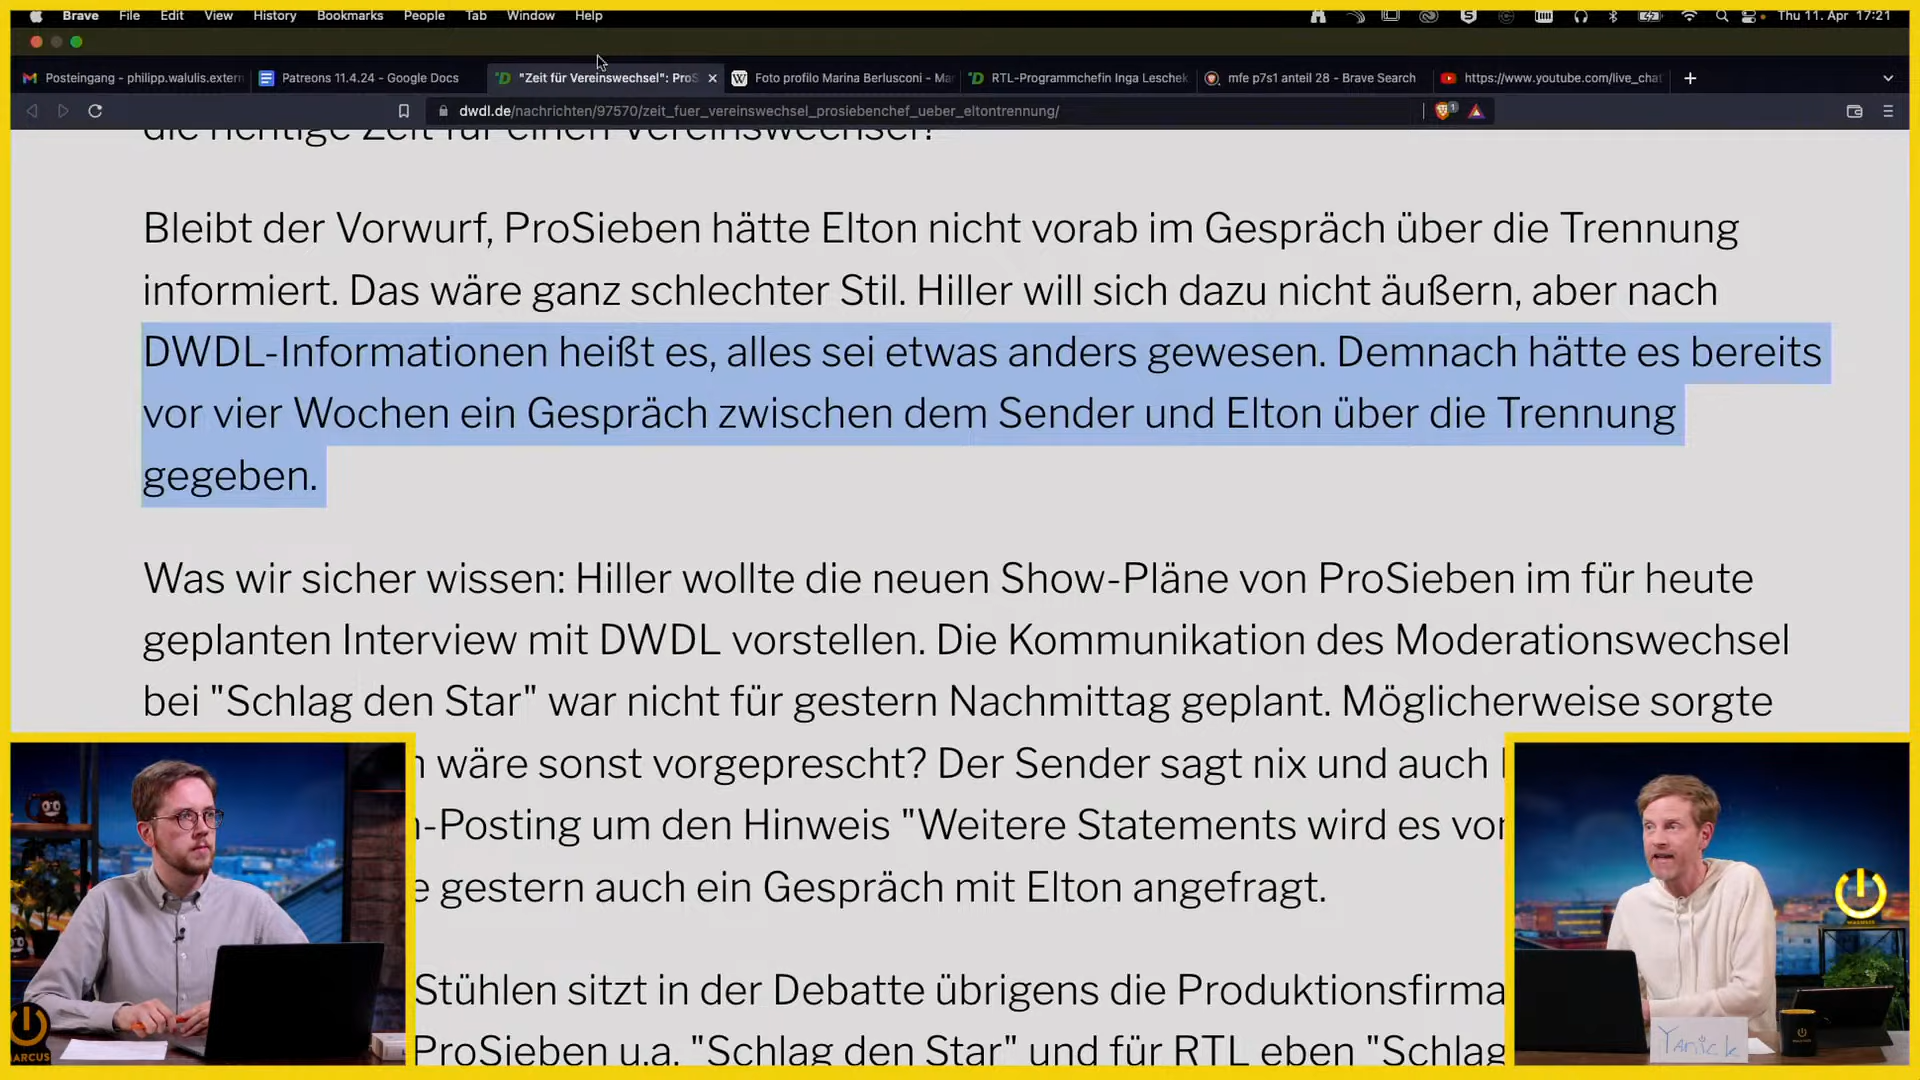 Brave File Edit View History Bookmarks People Tab Window Help Thu 11. Apr 17:21
Posteingang - philipp.walulis.extern Patreons 11.4.24 - Google Docs "Zeit für Vereinswechsel": ProS Foto profilo Marina Berlusconi - Mar RTL-Programmchefin Inga Leschek mfe p7s1 anteil 28 - Brave Search https://www.youtube.com/live_chat
dwdl.de/nachrichten/97570/zeit_fuer_vereinswechsel_prosiebenchef_ueber_eltontrennung/
die richtige Zeit für einen Vereinswechsel?
Bleibt der Vorwurf, ProSieben hätte Elton nicht vorab im Gespräch über die Trennung
informiert. Das wäre ganz schlechter Stil. Hiller will sich dazu nicht äußern, aber nach
DWDL-Informationen heißt es, alles sei etwas anders gewesen. Demnach hätte es bereits
vor vier Wochen ein Gespräch zwischen dem Sender und Elton über die Trennung
gegeben.
Was wir sicher wissen: Hiller wollte die neuen Show-Pläne von ProSieben im für heute
geplanten Interview mit DWDL vorstellen. Die Kommunikation des Moderationswechsel
bei "Schlag den Star" war nicht für gestern Nachmittag geplant. Möglicherweise sorgte
wäre sonst vorgeprescht? Der Sender sagt nix und auch
-Posting um den Hinweis "Weitere Statements wird es vo
gestern auch ein Gespräch mit Elton angefragt.
Stühlen sitzt in der Debatte übrigens die Produktionsfirma
ProSieben u.a. "Schlag den Star" und für RTL eben "Schlag
MARCUS
Yanick